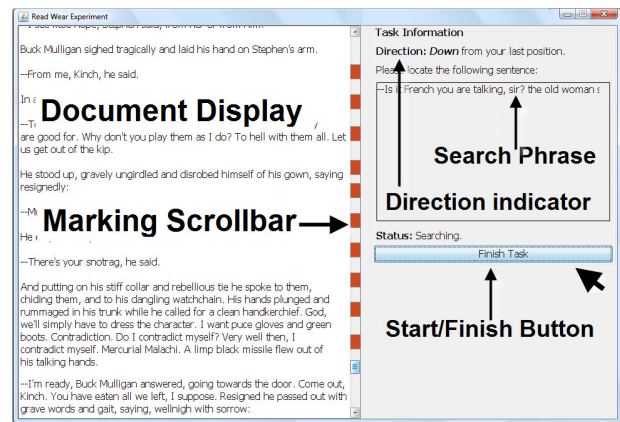 Read Wear Experiment
Buck Mulligan sighed tragically and laid his hand on Stephen's arm.
--From me, Kinch, he said.
In a
--T
are good for. Why don't you play them as I do? To hell with them all. Let
us get out of the kip.
He stood up, gravely ungirdled and disrobed himself of his gown, saying
resignedly:
--M
He e
--There's your snotrag, he said.
And putting on his stiff collar and rebellious tie he spoke to them,
chiding them, and to his dangling watchchain. His hands plunged and
rummaged in his trunk while he called for a clean handkerchief. God,
we'll simply have to dress the character. I want puce gloves and green
boots. Contradiction. Do I contradict myself? Very well then, I
contradict myself. Mercurial Malachi. A limp black missile flew out of
his talking hands.
--I'm ready, Buck Mulligan answered, going towards the door. Come out,
Kinch. You have eaten all we left, I suppose. Resigned he passed out with
grave words and gait, saying, wellnigh with sorrow:
Document Display
Marking Scrollbar
Task Information
Direction: Down from your last position.
Please locate the following sentence:
--Is it French you are talking, sir? the old woman s
Search Phrase
Direction indicator
Status: Searching.
Finish Task
Start/Finish Button